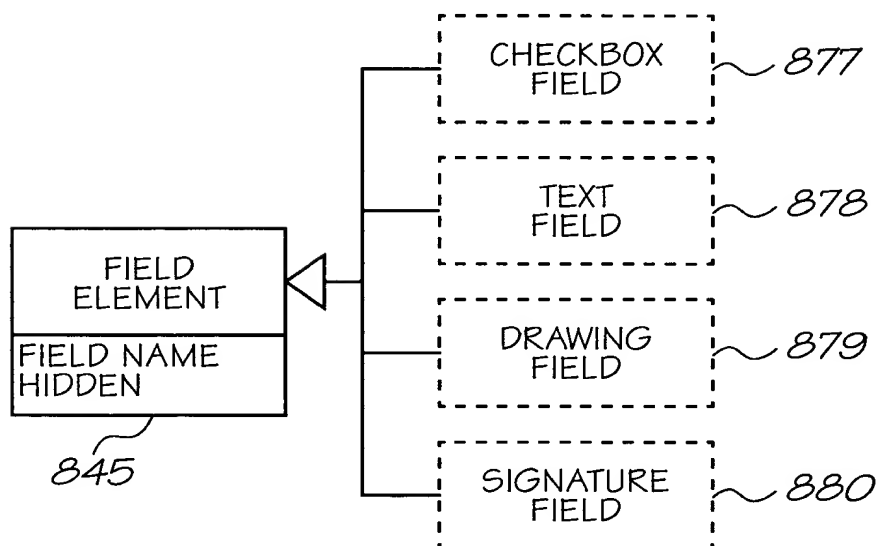 CHECKBOX
FIELD
877
TEXT
FIELD
878
FIELD
ELEMENT
FIELD NAME
HIDDEN
845
DRAWING
FIELD
879
SIGNATURE
FIELD
880